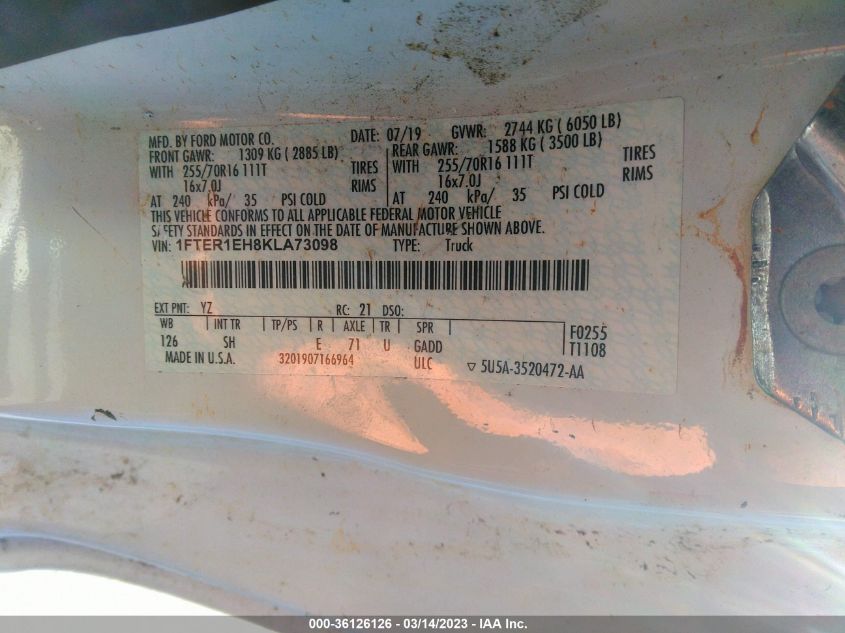 MFD. BY FORD MOTOR CO. DATE: 07/19 GVWR: 2744 KG ( 6050 LB)
FRONT GAWR: 1309 KG ( 2885 LB) REAR GAWR: 1588 KG ( 3500 LB)
WITH 255/70R16 111T TIRES WITH 255/70R16 111T TIRES
16x7.0J RIMS 16x7.0J RIMS
AT 240 kPa/ 35 PSI COLD AT 240 kPa/ 35 PSI COLD
THIS VEHICLE CONFORMS TO ALL APPLICABLE FEDERAL MOTOR VEHICLE
SAFETY STANDARDS IN EFFECT ON THE DATE OF MANUFACTURE SHOWN ABOVE.
VIN: 1FTER1EH8KLA73098 TYPE: Truck
EXT PNT: YZ RC: 21 DSO:
WB INT TR TP/PS R AXLE TR SPR F0255
126 SH E 71 U GADD T1108
MADE IN U.S.A. 3201907166964 ULC ▽ 5U5A-3520472-AA
000-36126126 - 03/14/2023 - IAA Inc.